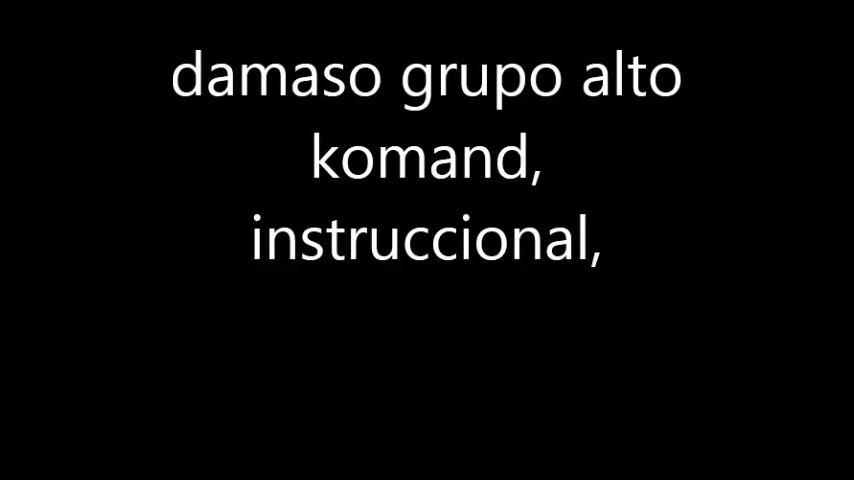 damaso grupo alto
komand,
instruccional,